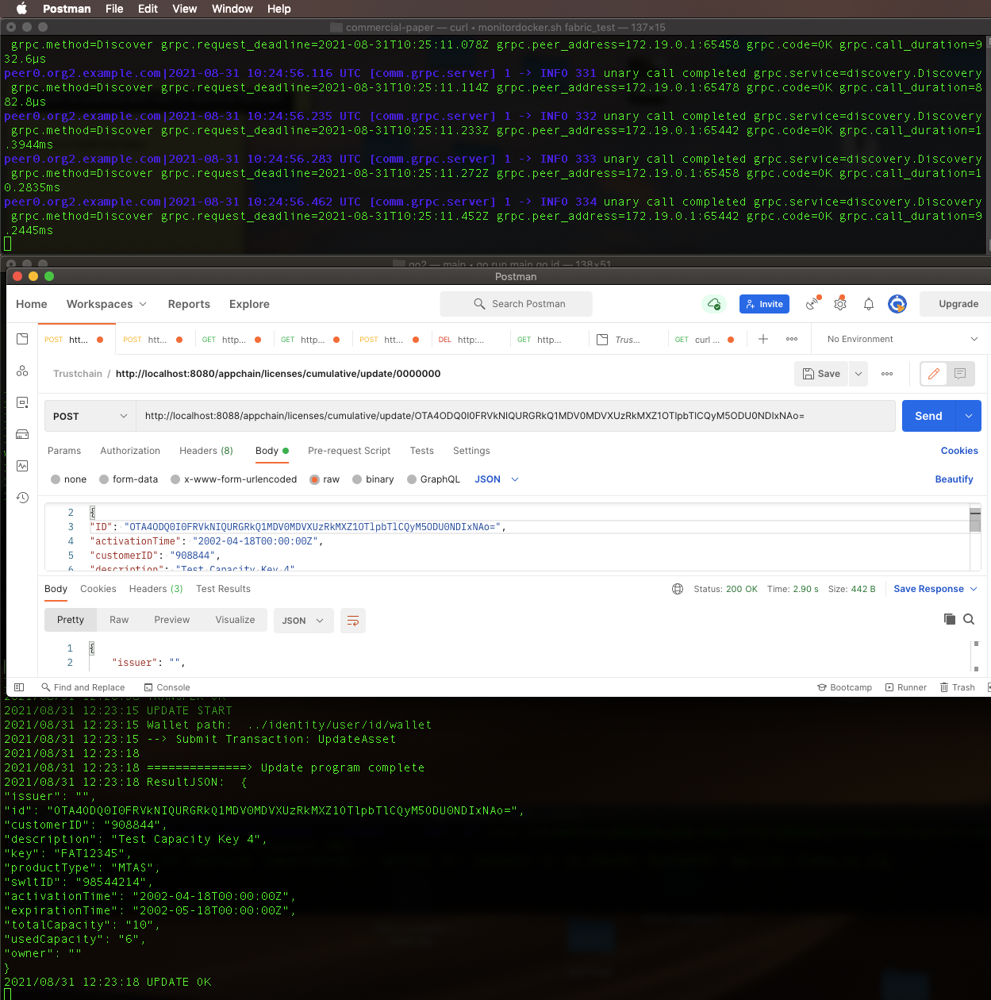 Postman File Edit View Window Help
commercial-paper — curl • monitordocker.sh fabric_test — 137×15
grpc.method=Discover grpc.request_deadline=2021-08-31T10:25:11.078Z grpc.peer_address=172.19.0.1:65458 grpc.code=OK grpc.call_duration=9
32.6µs
peer0.org2.example.com|2021-08-31 10:24:56.116 UTC [comm.grpc.server] 1 -> INFO 331 unary call completed grpc.service=discovery.Discovery
grpc.method=Discover grpc.request_deadline=2021-08-31T10:25:11.114Z grpc.peer_address=172.19.0.1:65478 grpc.code=OK grpc.call_duration=8
82.8µs
peer0.org2.example.com|2021-08-31 10:24:56.235 UTC [comm.grpc.server] 1 -> INFO 332 unary call completed grpc.service=discovery.Discovery
grpc.method=Discover grpc.request_deadline=2021-08-31T10:25:11.233Z grpc.peer_address=172.19.0.1:65442 grpc.code=OK grpc.call_duration=1
.3944ms
peer0.org2.example.com|2021-08-31 10:24:56.283 UTC [comm.grpc.server] 1 -> INFO 333 unary call completed grpc.service=discovery.Discovery
grpc.method=Discover grpc.request_deadline=2021-08-31T10:25:11.272Z grpc.peer_address=172.19.0.1:65458 grpc.code=OK grpc.call_duration=10
0.2835ms
peer0.org2.example.com|2021-08-31 10:24:56.462 UTC [comm.grpc.server] 1 -> INFO 334 unary call completed grpc.service=discovery.Discovery
grpc.method=Discover grpc.request_deadline=2021-08-31T10:25:11.452Z grpc.peer_address=172.19.0.1:65442 grpc.code=OK grpc.call_duration=9
.2445ms
go2 — main • go run main.go id — 138×51
Postman
Home Workspaces Reports Explore Search Postman Invite Upgrade
POST htt... POST htt... GET http... GET http... POST htt... DEL http:... GET http... Trus... GET curl ... + ••• No Environment
Trustchain / http://localhost:8080/appchain/licenses/cumulative/update/0000000 Save •••
POST http://localhost:8088/appchain/licenses/cumulative/update/OTA4ODQ0I0FRVkNIQURGRkQ1MDV0MDVXUzRkMXZ1OTlpbTlCQyM5ODU0NDIxNAo= Send
Params Authorization Headers (8) Body Pre-request Script Tests Settings Cookies
none form-data x-www-form-urlencoded raw binary GraphQL JSON Beautify
2 {
3 "ID": "OTA4ODQ0I0FRVkNIQURGRkQ1MDV0MDVXUzRkMXZ1OTlpbTlCQyM5ODU0NDIxNAo=",
4 "activationTime": "2002-04-18T00:00:00Z",
5 "customerID": "908844",
6 "description": "Test Capacity Key 4",
Body Cookies Headers (3) Test Results Status: 200 OK Time: 2.90 s Size: 442 B Save Response
Pretty Raw Preview Visualize JSON
1 {
2 "issuer": "",
Find and Replace Console Bootcamp Runner Trash
2021/08/31 12:23:15 UPDATE START
2021/08/31 12:23:15 Wallet path: ../identity/user/id/wallet
2021/08/31 12:23:15 --> Submit Transaction: UpdateAsset
2021/08/31 12:23:18
2021/08/31 12:23:18 ==============> Update program complete
2021/08/31 12:23:18 ResultJSON: {
"issuer": "",
"id": "OTA4ODQ0I0FRVkNIQURGRkQ1MDV0MDVXUzRkMXZ1OTlpbTlCQyM5ODU0NDIxNAo=",
"customerID": "908844",
"description": "Test Capacity Key 4",
"key": "FAT12345",
"productType": "MTAS",
"swltID": "98544214",
"activationTime": "2002-04-18T00:00:00Z",
"expirationTime": "2002-05-18T00:00:00Z",
"totalCapacity": "10",
"usedCapacity": "6",
"owner": ""
}
2021/08/31 12:23:18 UPDATE OK